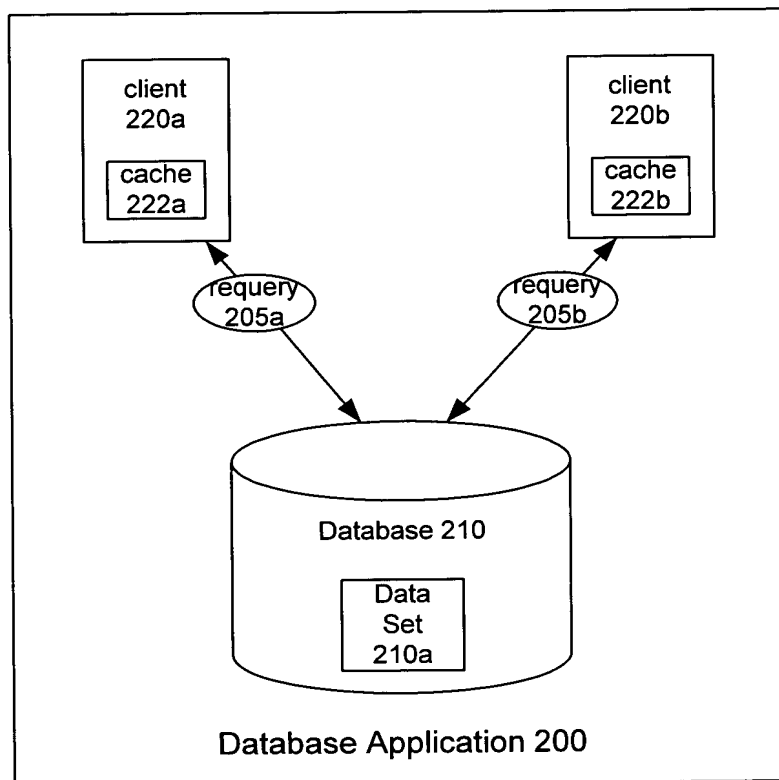 client
220a
cache
222a
client
220b
cache
222b
requery
205a
requery
205b
Database 210
Data
Set
210a
Database Application 200